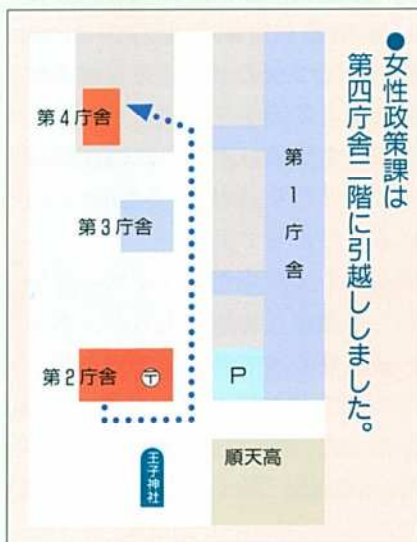 ●女性政策課は
第四庁舎二階に引越ししました。
第4庁舎
第1庁舎
第3庁舎
第2庁舎
〒
P
王子神社
順天高